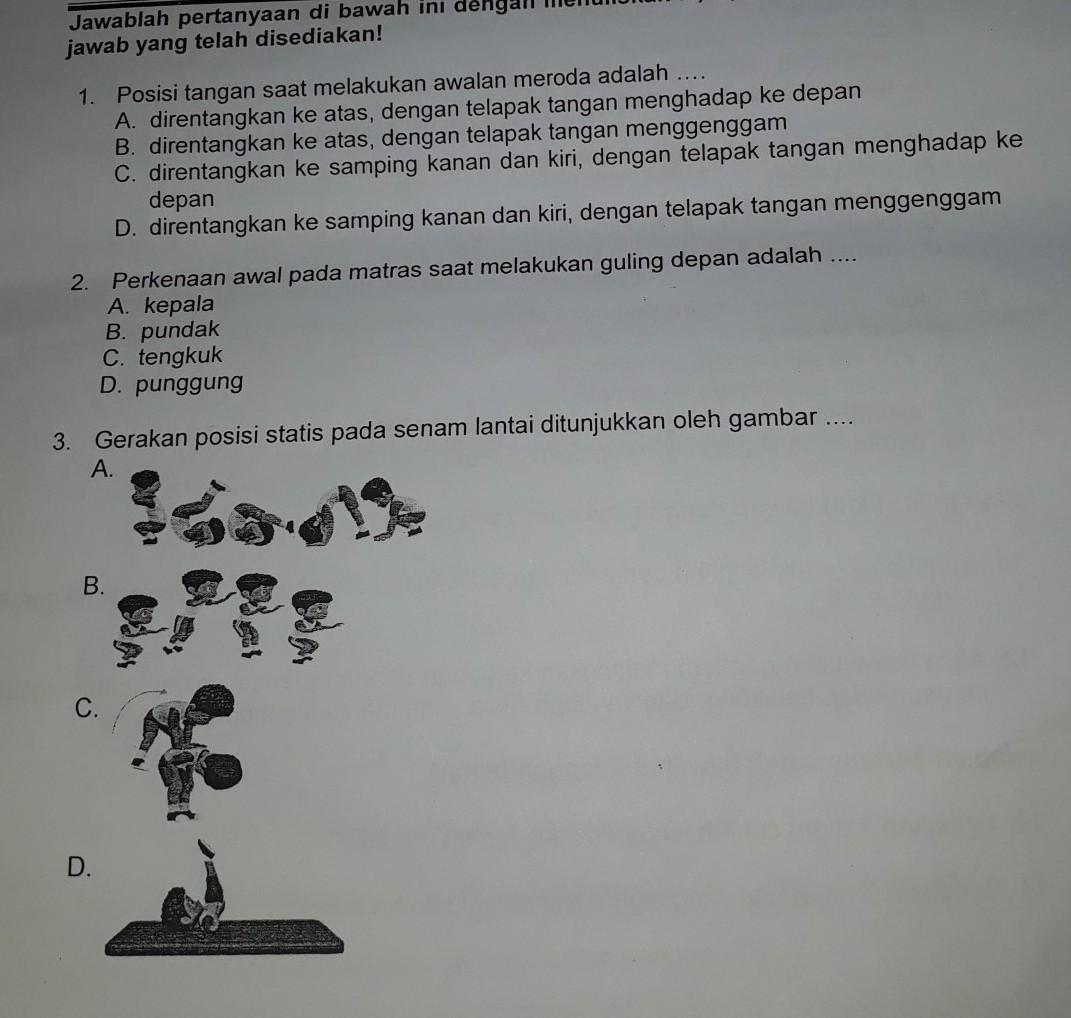 Jawablah pertanyaan di bawah ini dengan
jawab yang telah disediakan!
1. Posisi tangan saat melakukan awalan meroda adalah ....
A. direntangkan ke atas, dengan telapak tangan menghadap ke depan
B. direntangkan ke atas, dengan telapak tangan menggenggam
C. direntangkan ke samping kanan dan kiri, dengan telapak tangan menghadap ke
depan
D. direntangkan ke samping kanan dan kiri, dengan telapak tangan menggenggam
2. Perkenaan awal pada matras saat melakukan guling depan adalah ....
A. kepala
B. pundak
C. tengkuk
D. punggung
3. Gerakan posisi statis pada senam lantai ditunjukkan oleh gambar ....
A.
B.
C.
D.